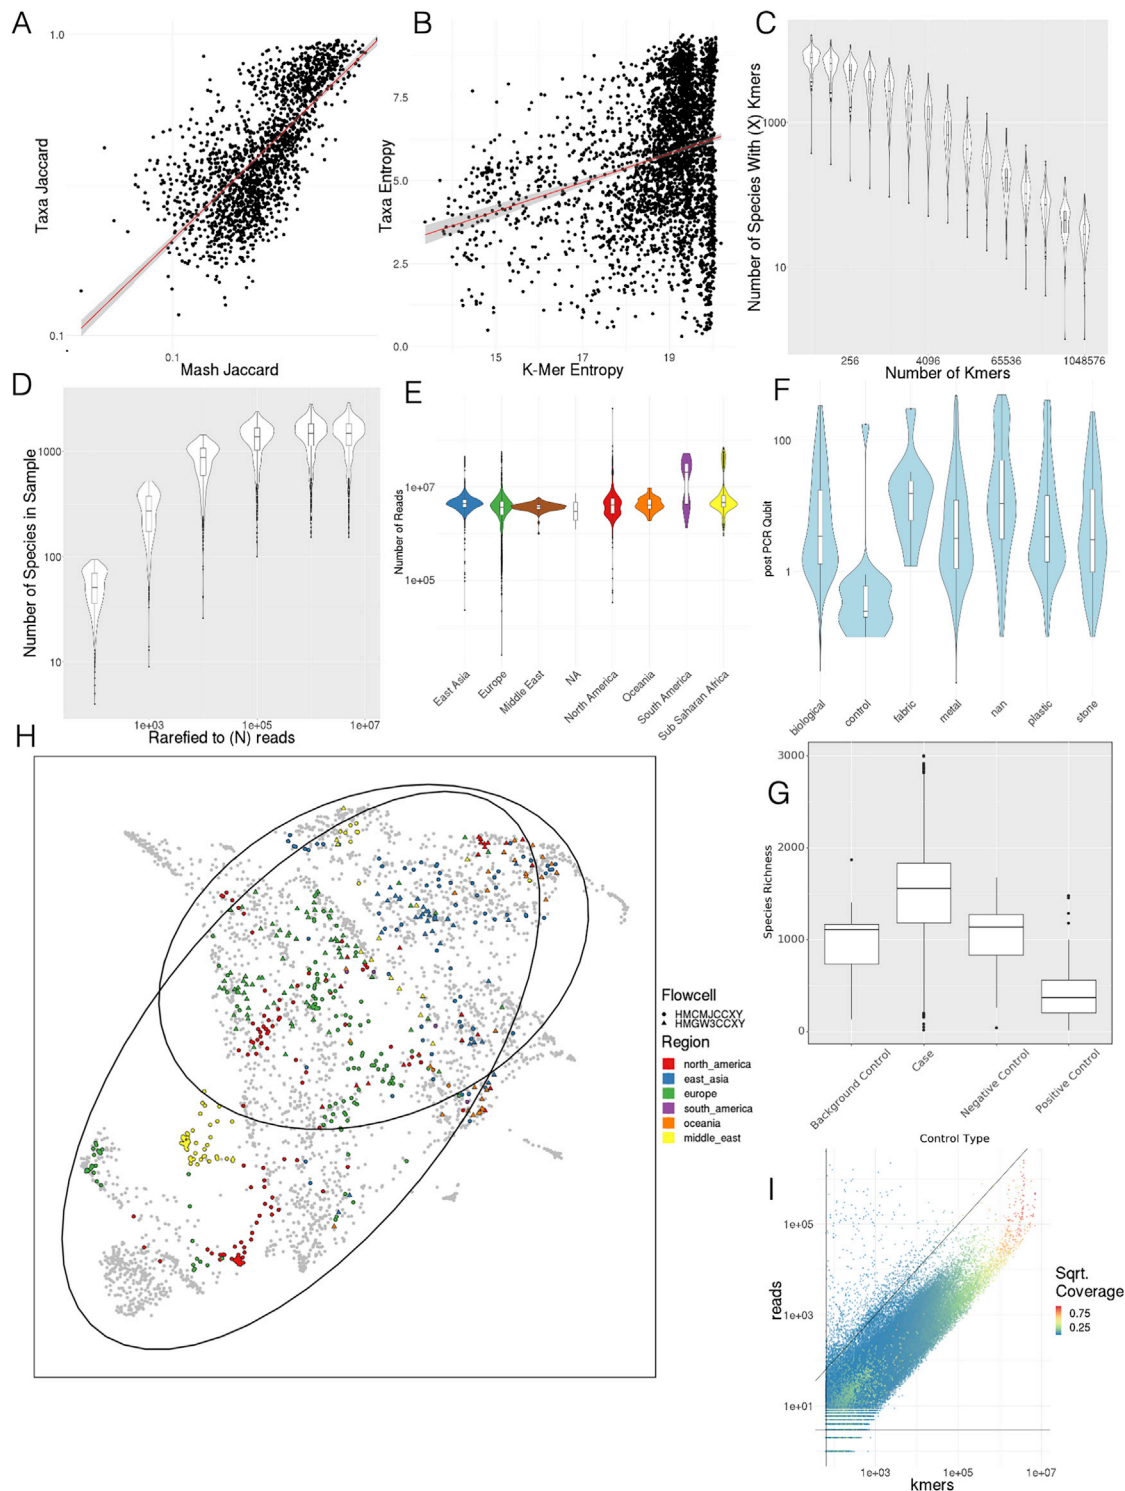 A
1.0
Taxa Jaccard
0.1
0.1
Mash Jaccard
B
7.5
5.0
2.5
0.0
Taxa Entropy
15 17 19
K-Mer Entropy
C
1000
10
Number of Species With (X) Kmers
256 4096 65536 1048576
Number of Kmers
D
1000
100
10
Number of Species in Sample
1e+03 1e+05 1e+07
Rarefied to (N) reads
E
1e+07
1e+05
Number of Reads
East Asia
Europe
Middle East
NA
North America
Oceania
South America
Sub Saharan Africa
F
100
1
post PCR Qubit
biological
control
fabric
metal
nan
plastic
stone
H
Flowcell
HMCMJCCXY
HMGW3CCXY
Region
north_america
east_asia
europe
south_america
oceania
middle_east
G
3000
2000
1000
0
Species Richness
Background Control
Case
Negative Control
Positive Control
Control Type
I
1e+05
1e+03
1e+01
reads
1e+03 1e+05 1e+07
kmers
Sqrt.
Coverage
0.75
0.25